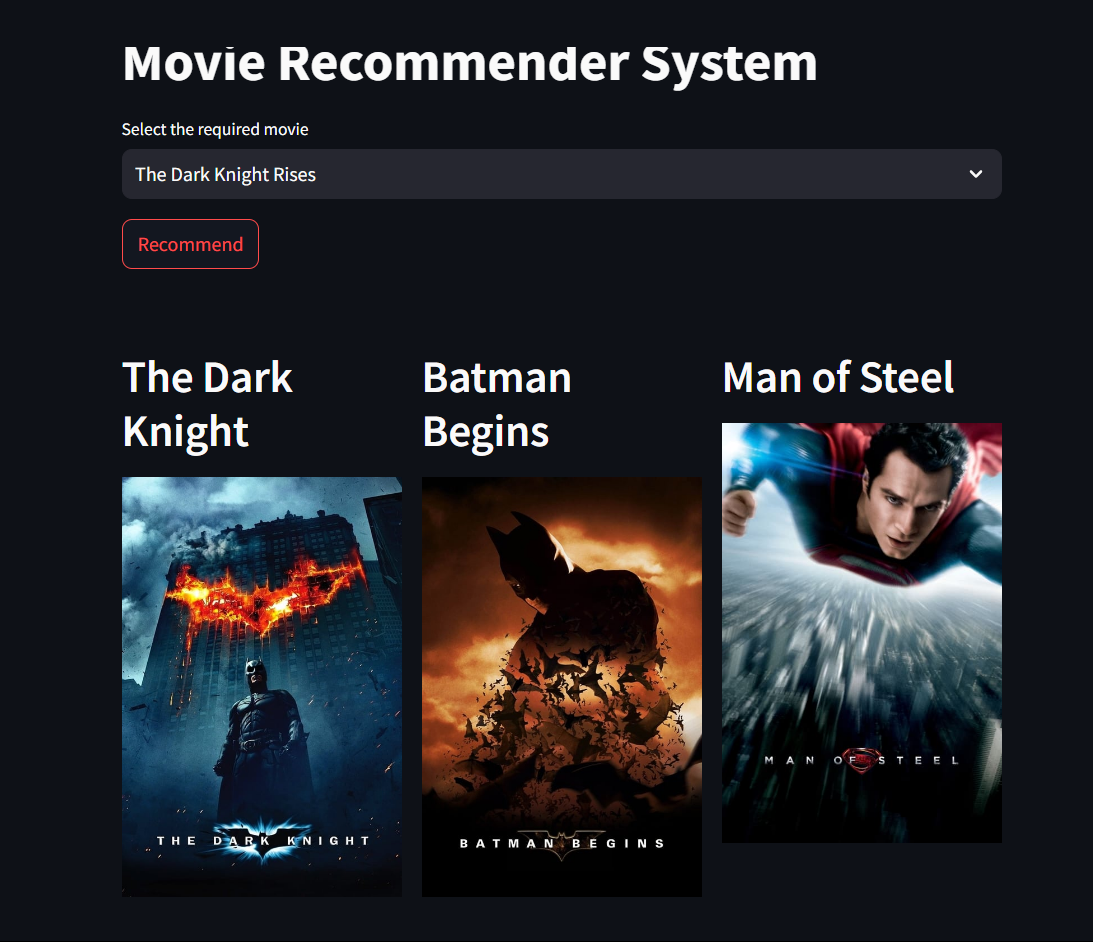 Movie Recommender System
Select the required movie
The Dark Knight Rises
Recommend
The Dark
Knight
Batman
Begins
Man of Steel
THE DARK KNIGHT
BATMAN BEGINS
MAN OF STEEL